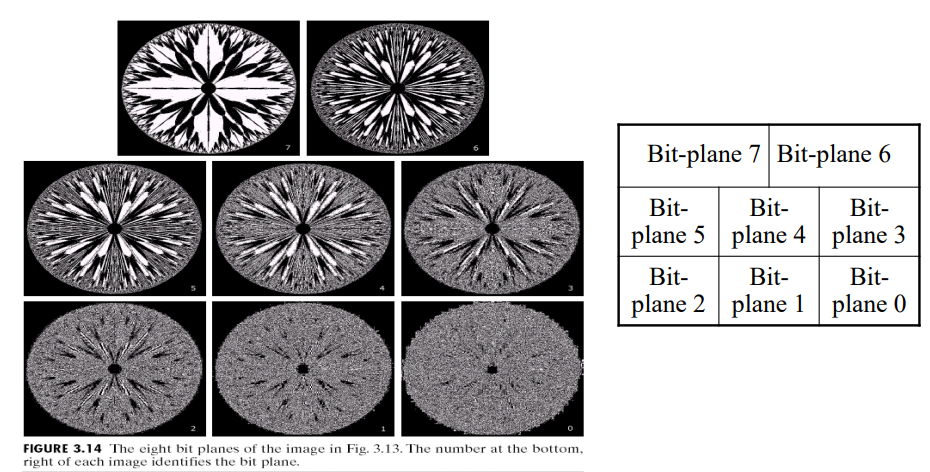 7
6
5
4
3
2
1
0
FIGURE 3.14 The eight bit planes of the image in Fig. 3.13. The number at the bottom,
right of each image identifies the bit plane.
Bit-plane 7 Bit-plane 6
Bit-
plane 5
Bit-
plane 4
Bit-
plane 3
Bit-
plane 2
Bit-
plane 1
Bit-
plane 0